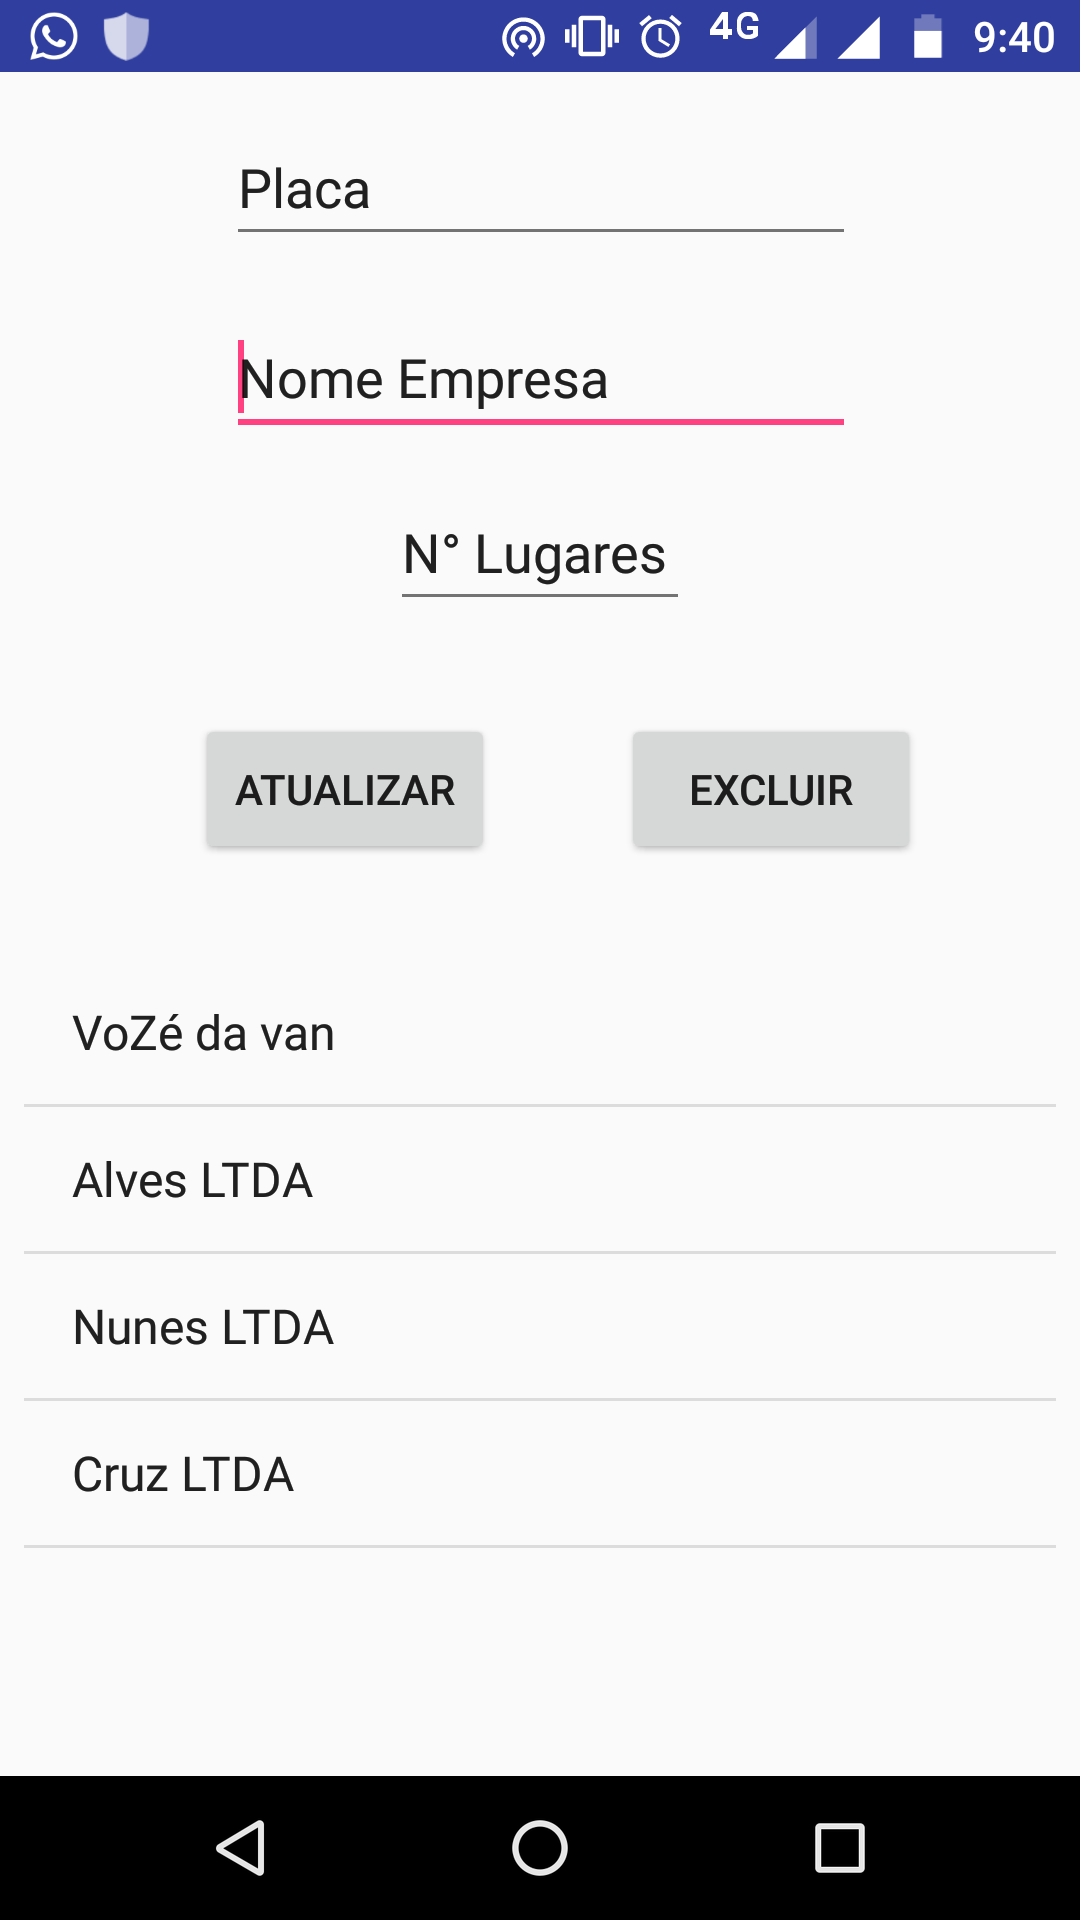 4G 9:40
Placa
Nome Empresa
N° Lugares
ATUALIZAR EXCLUIR
VoZé da van
Alves LTDA
Nunes LTDA
Cruz LTDA